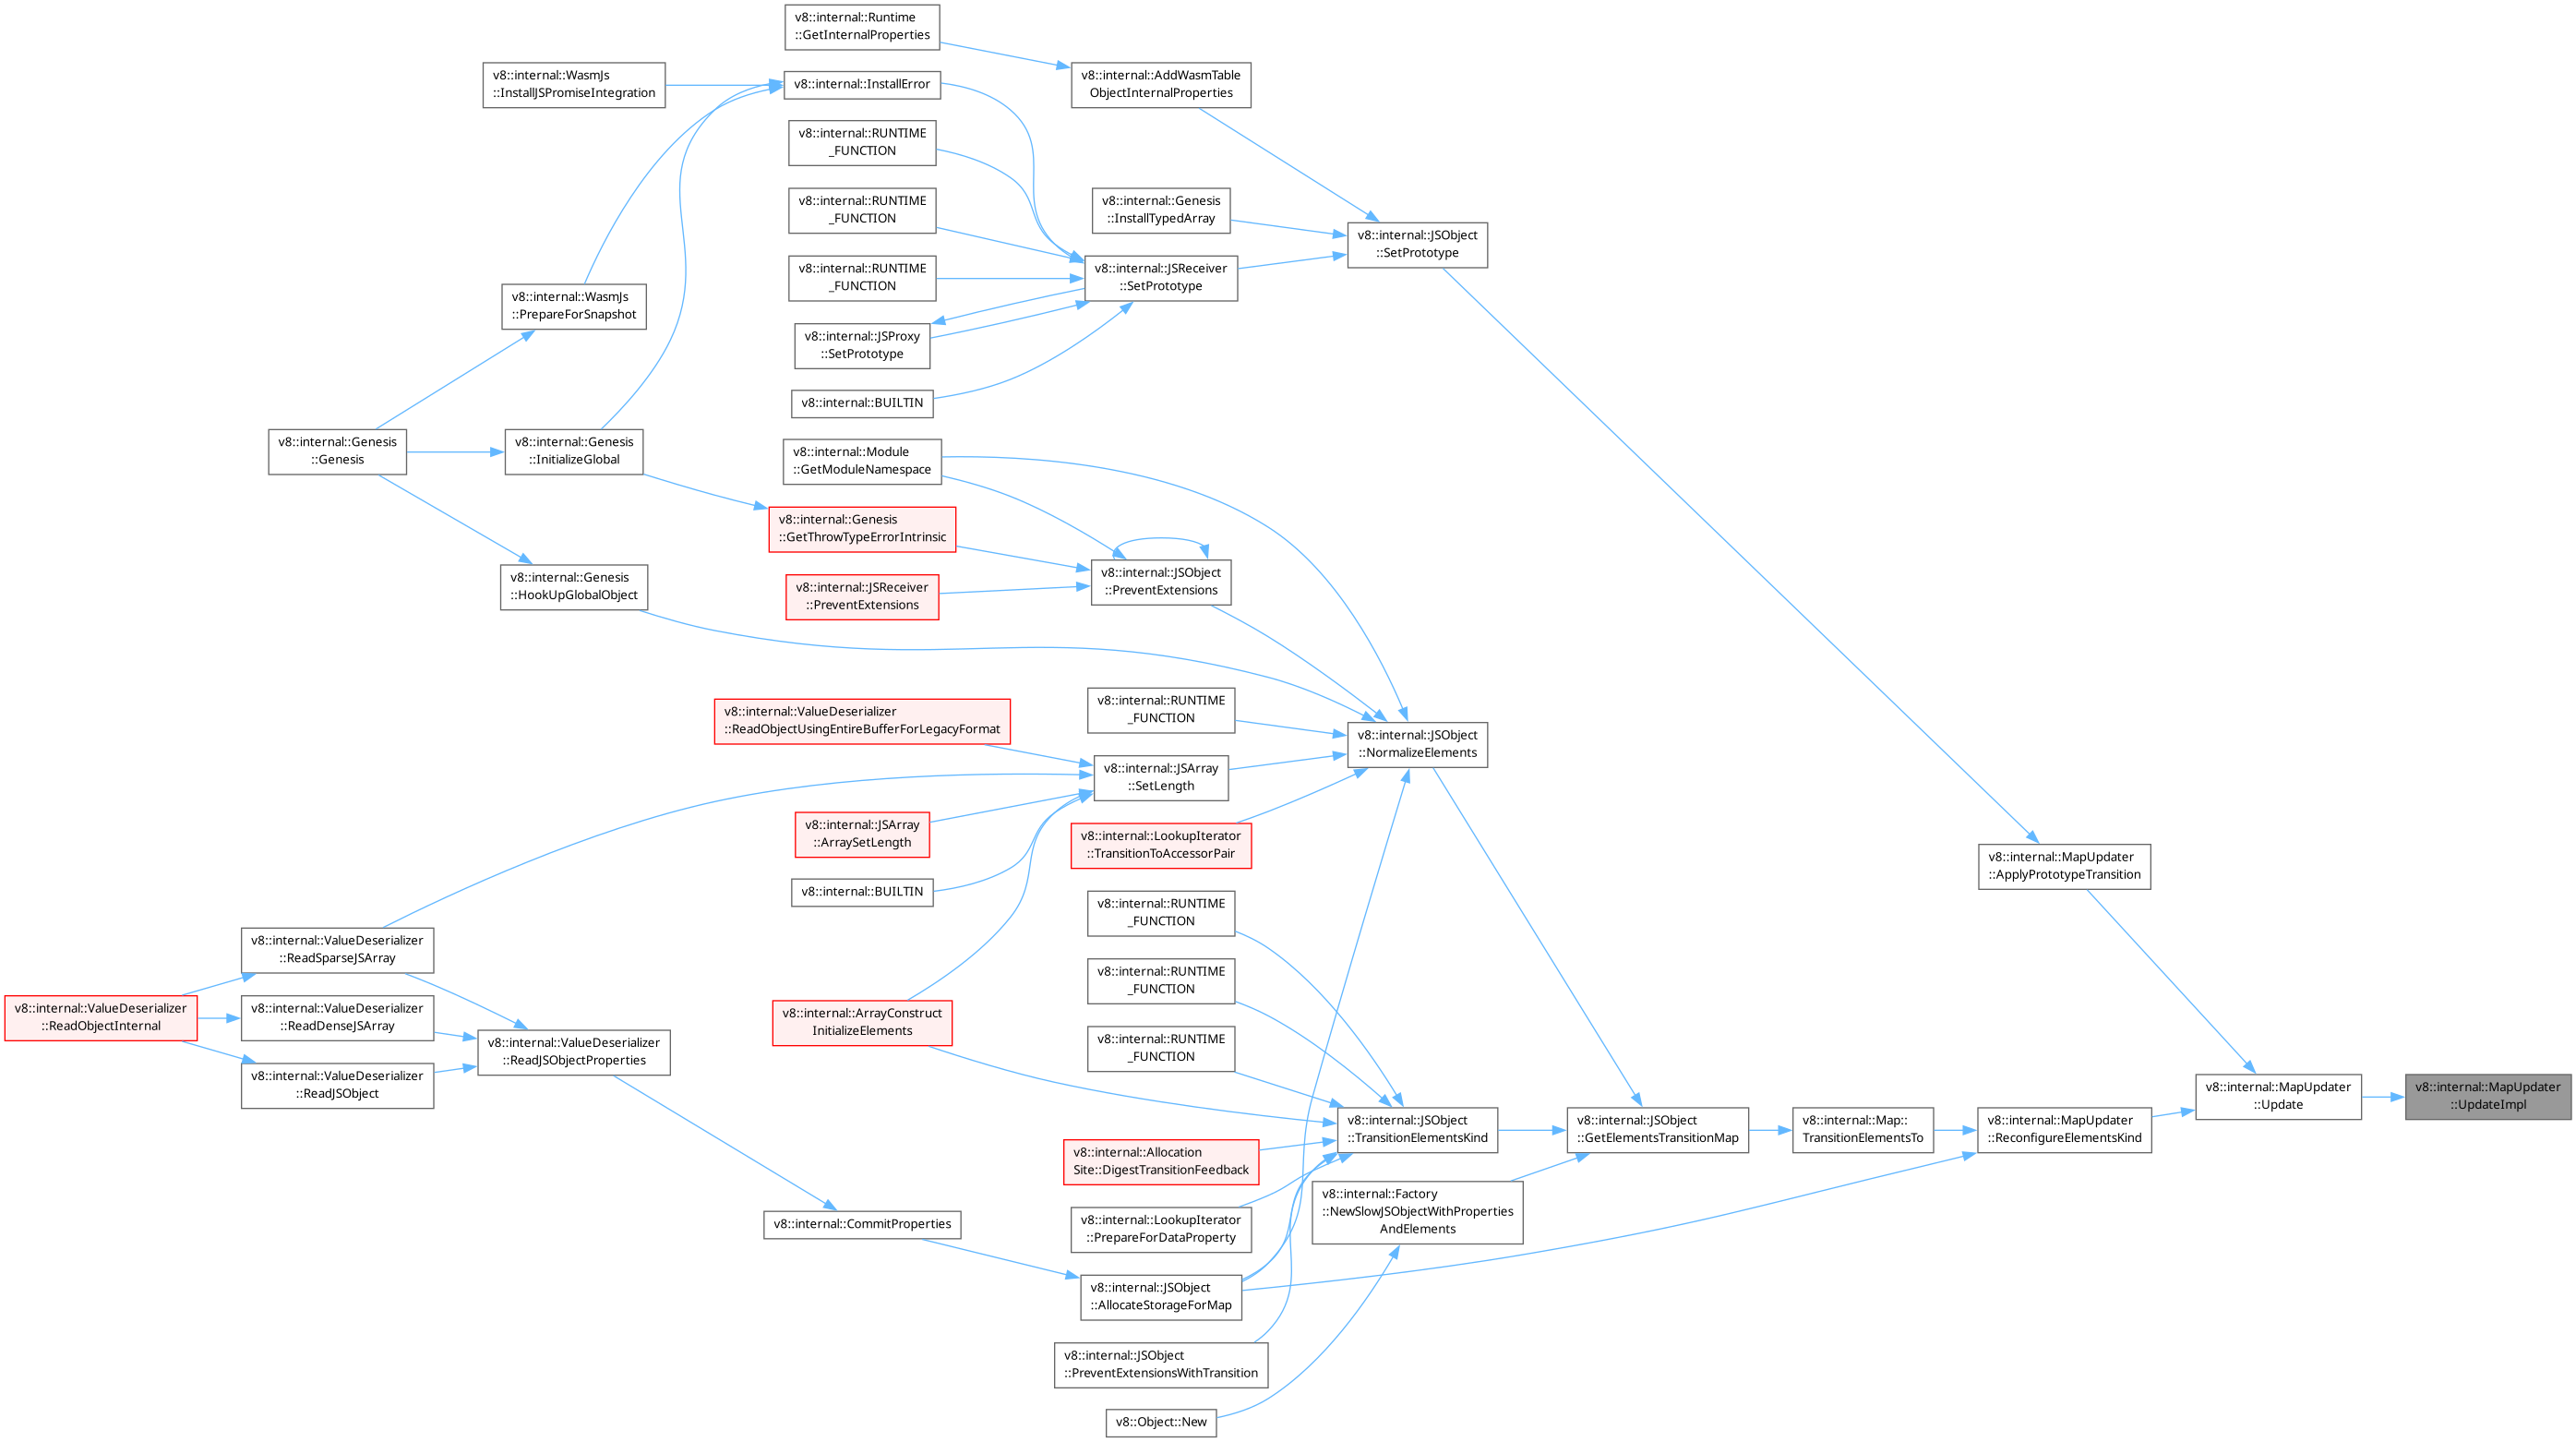 v8::internal::Runtime
::GetInternalProperties
v8::internal::WasmJs
::InstallJSPromiseIntegration
v8::internal::InstallError
v8::internal::AddWasmTable
ObjectInternalProperties
v8::internal::RUNTIME
_FUNCTION
v8::internal::RUNTIME
_FUNCTION
v8::internal::Genesis
::InstallTypedArray
v8::internal::JSObject
::SetPrototype
v8::internal::RUNTIME
_FUNCTION
v8::internal::JSReceiver
::SetPrototype
v8::internal::WasmJs
::PrepareForSnapshot
v8::internal::JSProxy
::SetPrototype
v8::internal::BUILTIN
v8::internal::Genesis
::Genesis
v8::internal::Genesis
::InitializeGlobal
v8::internal::Module
::GetModuleNamespace
v8::internal::Genesis
::GetThrowTypeErrorIntrinsic
v8::internal::Genesis
::HookUpGlobalObject
v8::internal::JSReceiver
::PreventExtensions
v8::internal::JSObject
::PreventExtensions
v8::internal::ValueDeserializer
::ReadObjectUsingEntireBufferForLegacyFormat
v8::internal::RUNTIME
_FUNCTION
v8::internal::JSObject
::NormalizeElements
v8::internal::JSArray
::SetLength
v8::internal::JSArray
::ArraySetLength
v8::internal::LookupIterator
::TransitionToAccessorPair
v8::internal::MapUpdater
::ApplyPrototypeTransition
v8::internal::BUILTIN
v8::internal::RUNTIME
_FUNCTION
v8::internal::ValueDeserializer
::ReadSparseJSArray
v8::internal::RUNTIME
_FUNCTION
v8::internal::ValueDeserializer
::ReadObjectInternal
v8::internal::ValueDeserializer
::ReadDenseJSArray
v8::internal::ArrayConstruct
InitializeElements
v8::internal::ValueDeserializer
::ReadJSObjectProperties
v8::internal::RUNTIME
_FUNCTION
v8::internal::ValueDeserializer
::ReadJSObject
v8::internal::MapUpdater
::Update
v8::internal::MapUpdater
::UpdateImpl
v8::internal::JSObject
::TransitionElementsKind
v8::internal::JSObject
::GetElementsTransitionMap
v8::internal::Map::
TransitionElementsTo
v8::internal::MapUpdater
::ReconfigureElementsKind
v8::internal::Allocation
Site::DigestTransitionFeedback
v8::internal::Factory
::NewSlowJSObjectWithProperties
AndElements
v8::internal::CommitProperties
v8::internal::LookupIterator
::PrepareForDataProperty
v8::internal::JSObject
::AllocateStorageForMap
v8::internal::JSObject
::PreventExtensionsWithTransition
v8::Object::New